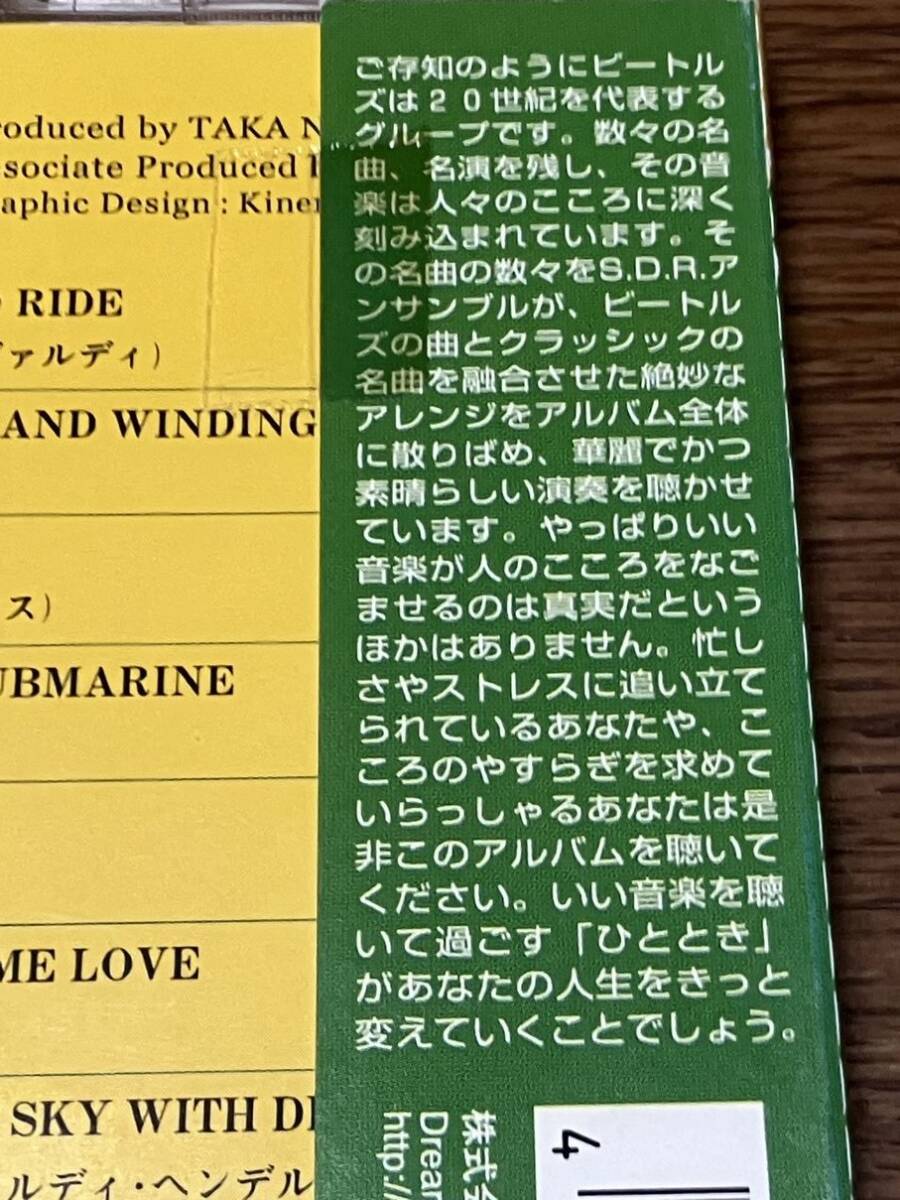 roduced by TAKA N
ssociate Produced
aphic Design : Kiner
RIDE
ァルディ)
AND WINDING
ス)
UBMARINE
ME LOVE
SKY WITH DI
ルディ・ヘンデル
ご存知のようにビートル
ズは20世紀を代表する
グループです。数々の名
曲、名演を残し、その音
楽は人々のこころに深く
刻み込まれています。そ
の名曲の数々をS.D.R.ア
ンサンブルが、ビートル
ズの曲とクラッシックの
名曲を融合させた絶妙な
アレンジをアルバム全体
に散りばめ、華麗でかつ
素晴らしい演奏を聴かせ
ています。やっぱりいい
音楽が人のこころをなご
ませるのは真実だという
ほかはありません。忙し
さやストレスに追い立て
られているあなたや、こ
ころのやすらぎを求めて
いらっしゃるあなたは是
非このアルバムを聴いて
ください。いい音楽を聴
いて過ごす「ひととき」
があなたの人生をきっと
変えていくことでしょう。
株式会
Drear
http:/
4